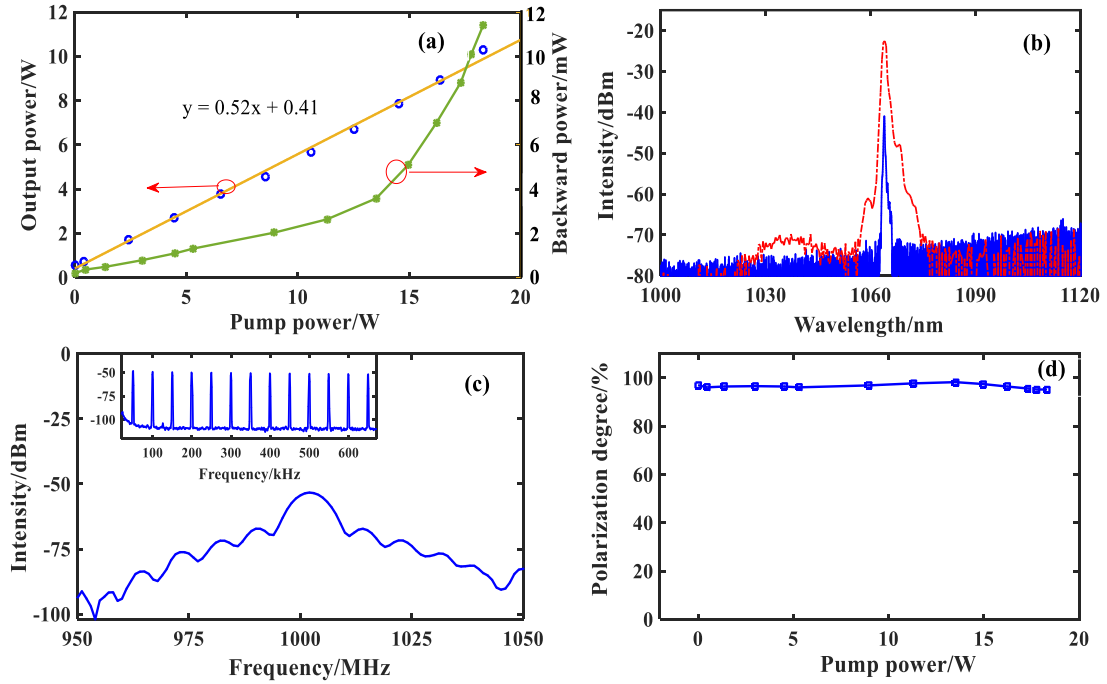 (a)
y = 0.52x + 0.41
Output power/W
0 2 4 6 8 10 12
Backward power/mW
0 2 4 6 8 10 12
0 5 10 15 20
Pump power/W
(b)
Intensity/dBm
-20 -30 -40 -50 -60 -70 -80
1000 1030 1060 1090 1120
Wavelength/nm
(c)
Intensity/dBm
0 -25 -50 -75 -100
-50 -75 -100
100 200 300 400 500 600
Frequency/kHz
950 975 1000 1025 1050
Frequency/MHz
(d)
Polarization degree/%
100 80 60 40 20 0
0 5 10 15 20
Pump power/W